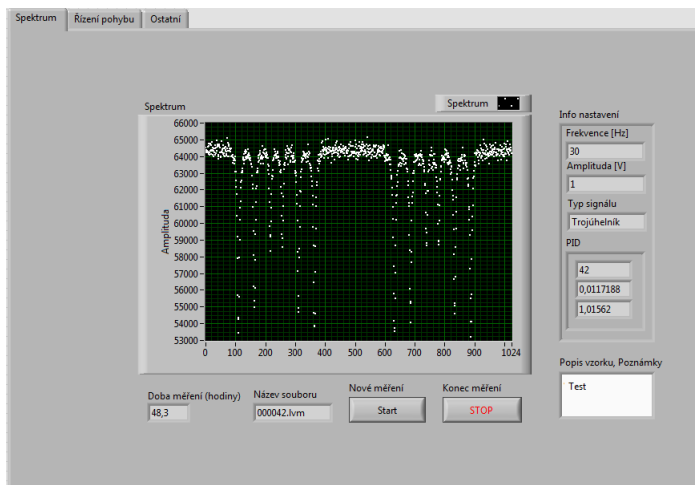 Spektrum Řízení pohybu Ostatní
Spektrum
Spektrum
66000
65000
64000
63000
62000
61000
60000
59000
58000
57000
56000
55000
54000
53000
Amplituda
0 100 200 300 400 500 600 700 800 900 1024
Info nastavení
Frekvence [Hz]
30
Amplituda [V]
1
Typ signálu
Trojúhelník
PID
42
0,0117188
1,01562
Popis vzorku, Poznámky
Test
Doba měření (hodiny)
48,3
Název souboru
000042.lvm
Nové měření
Start
Konec měření
STOP